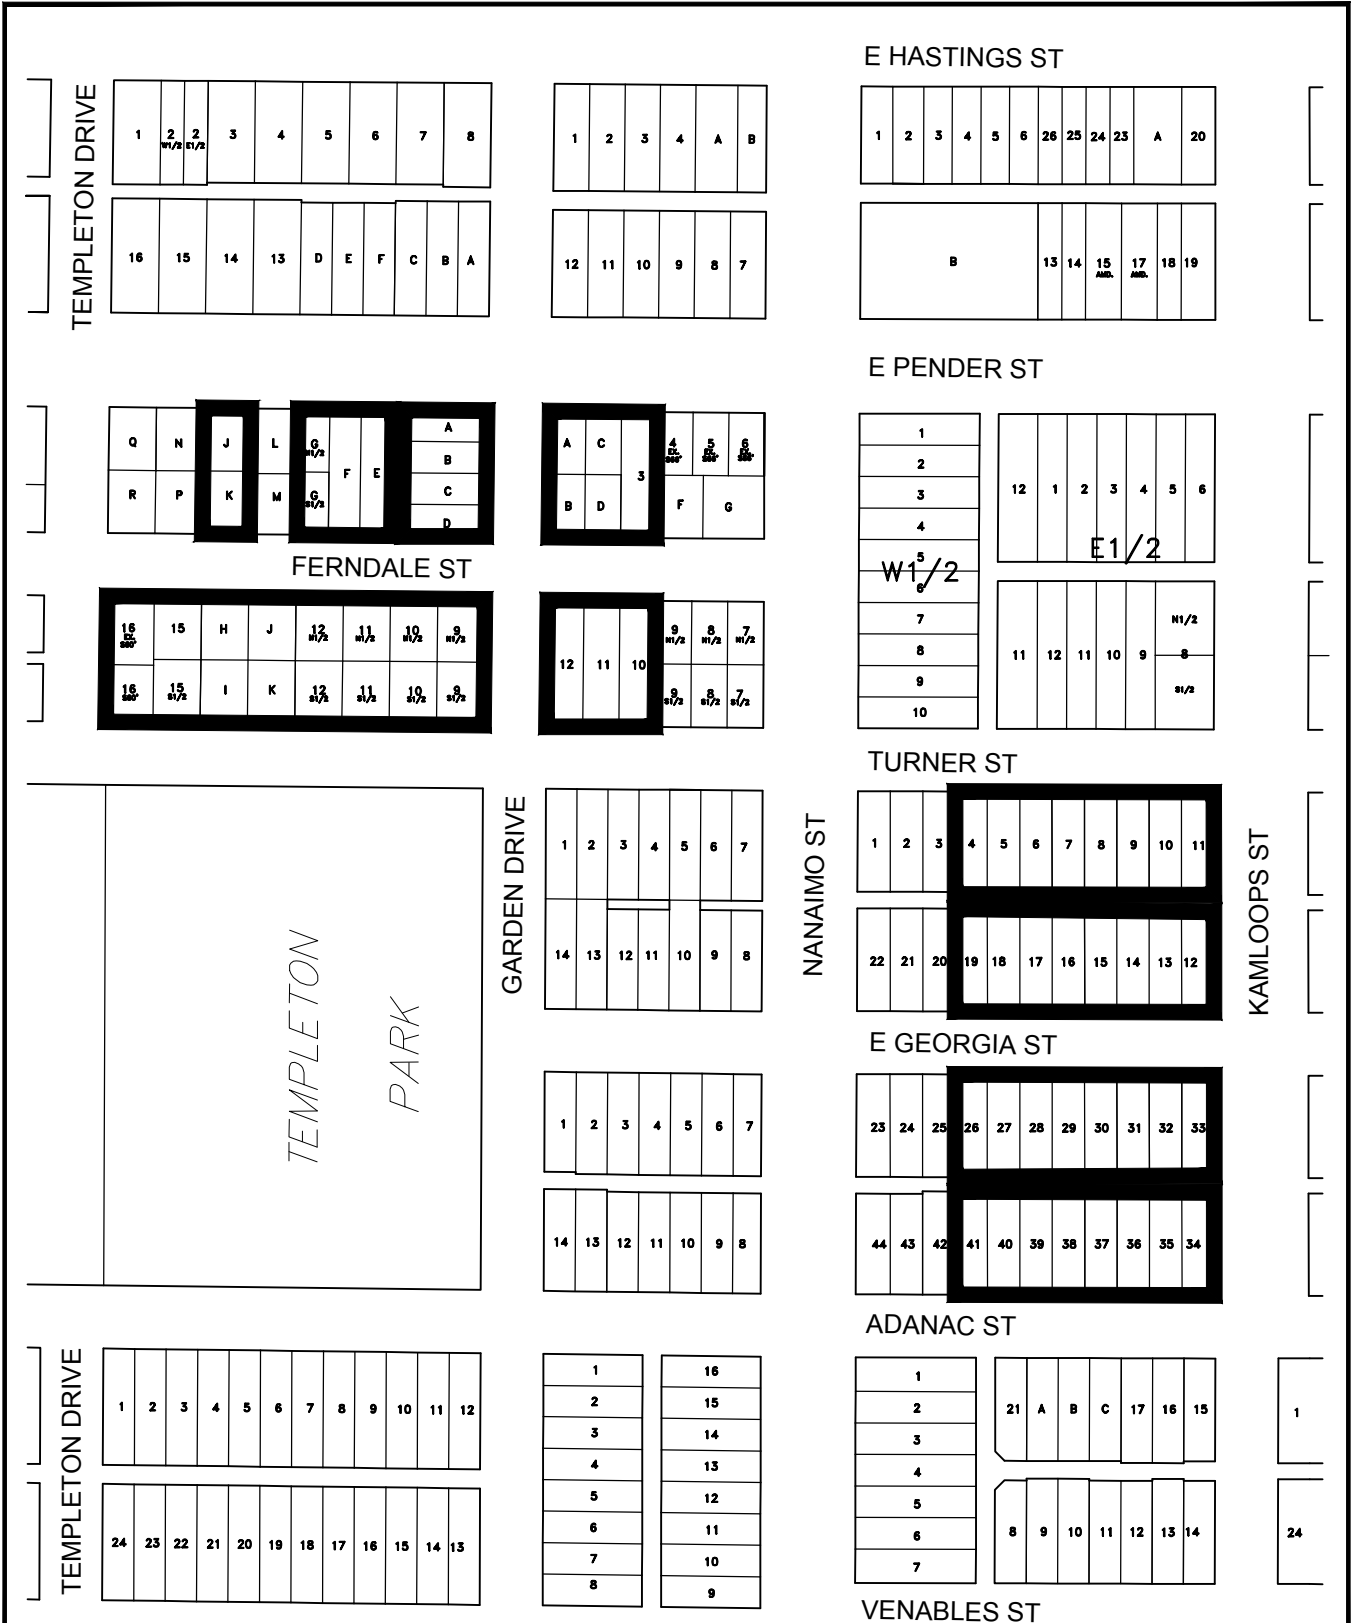 E HASTINGS ST
TEMPLETON DRIVE
1 2 W1/2 2 E1/2 3 4 5 6 7 8
1 2 3 4 A B
1 2 3 4 5 6 26 25 24 23 A 20
16 15 14 13 D E F C B A
12 11 10 9 8 7
B 13 14 15 AMD. 17 AMD. 18 19
E PENDER ST
Q N J L G N1/2 F E A
R P K M G S1/2 B
C
D
A C 3 4 EX. S66' 5 EX. S66' 6 EX. S66'
B D F G
1
2
3
4
5
6
7
8
9
10
W1/2
12 1 2 3 4 5 6
E1/2
11 12 11 10 9 N1/2
8
S1/2
FERNDALE ST
16 EX. S60' 15 H J 12 N1/2 11 N1/2 10 N1/2 9 N1/2
16 S60' 15 S1/2 I K 12 S1/2 11 S1/2 10 S1/2 9 S1/2
12 11 10 9 N1/2 8 N1/2 7 N1/2
9 S1/2 8 S1/2 7 S1/2
TURNER ST
TEMPLETON
PARK
GARDEN DRIVE
1 2 3 4 5 6 7
14 13 12 11 10 9 8
NANAIMO ST
1 2 3 4 5 6 7 8 9 10 11
22 21 20 19 18 17 16 15 14 13 12
KAMLOOPS ST
E GEORGIA ST
1 2 3 4 5 6 7
14 13 12 11 10 9 8
23 24 25 26 27 28 29 30 31 32 33
44 43 42 41 40 39 38 37 36 35 34
ADANAC ST
TEMPLETON DRIVE
1 2 3 4 5 6 7 8 9 10 11 12
24 23 22 21 20 19 18 17 16 15 14 13
1 16
2 15
3 14
4 13
5 12
6 11
7 10
8 9
1
2
3
4
5
6
7
21 A B C 17 16 15
8 9 10 11 12 13 14
1
24
VENABLES ST